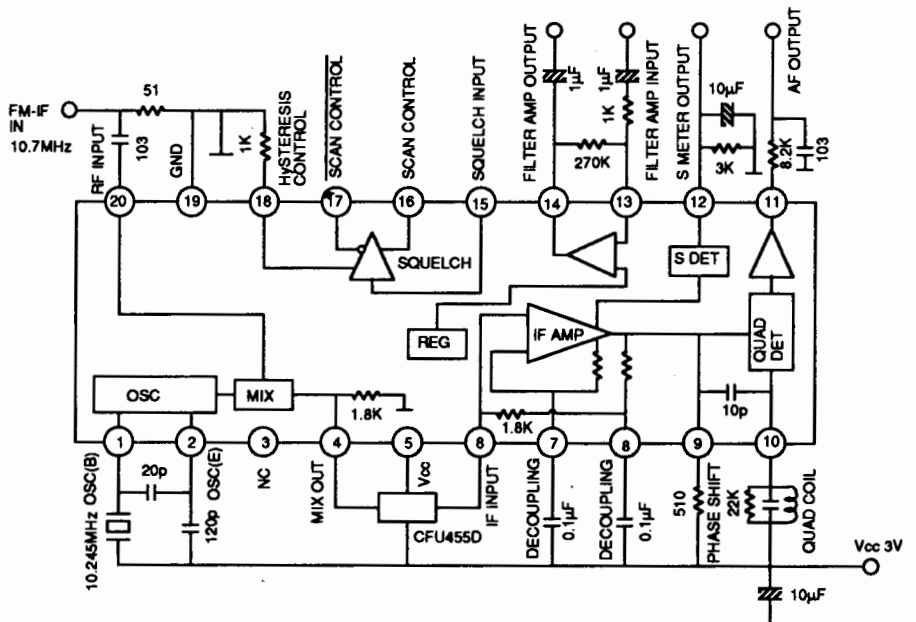 FM-IF
IN
10.7MHz
51
103
1K
RF INPUT
GND
HySTERESIS
CONTROL
SCAN CONTROL
SCAN CONTROL
SQUELCH INPUT
FILTER AMP OUTPUT
1µF
270K
1µF
1K
FILTER AMP INPUT
S METER OUTPUT
10µF
3K
AF OUTPUT
8.2K
103
20
19
18
17
16
15
14
13
12
11
SQUELCH
REG
IF AMP
S DET
QUAD
DET
OSC
MIX
1.8K
1.8K
10p
1
2
3
4
5
6
7
8
9
10
10.245MHz OSC(B)
20p
120p
OSC(E)
NC
MIX OUT
Vcc
CFU455D
IF INPUT
DECOUPLING
0.1µF
DECOUPLING
0.1µF
510
PHASE SHIFT
22K
QUAD COIL
Vcc 3V
10µF